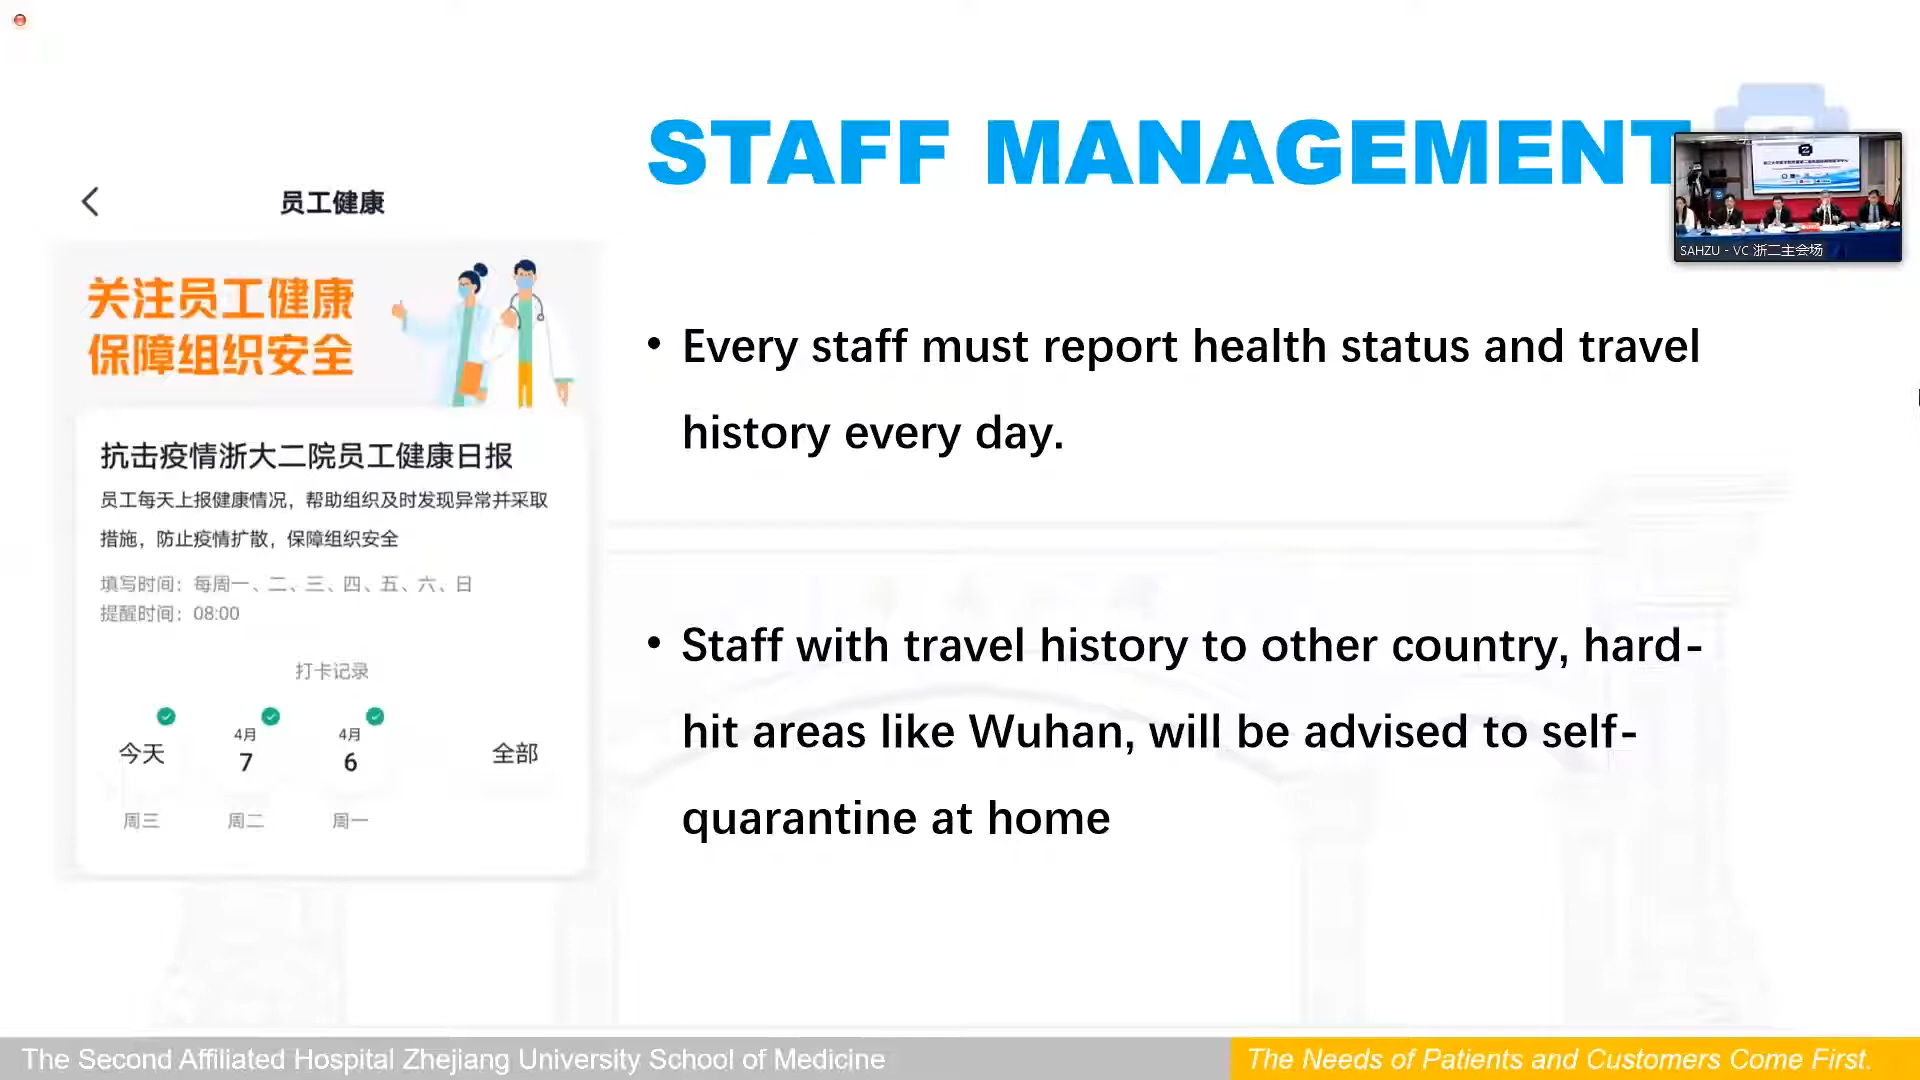 STAFF MANAGEMENT
员工健康
关注员工健康
保障组织安全
抗击疫情浙大二院员工健康日报
员工每天上报健康情况，帮助组织及时发现异常并采取
措施，防止疫情扩散，保障组织安全
填写时间：每周一、二、三、四、五、六、日
提醒时间：08:00
打卡记录
今天 4月 7 4月 6 全部
周三 周二 周一
• Every staff must report health status and travel
history every day.
• Staff with travel history to other country, hard-
hit areas like Wuhan, will be advised to self-
quarantine at home
SAHZU - VC 浙二主会场
The Second Affiliated Hospital Zhejiang University School of Medicine
The Needs of Patients and Customers Come First.